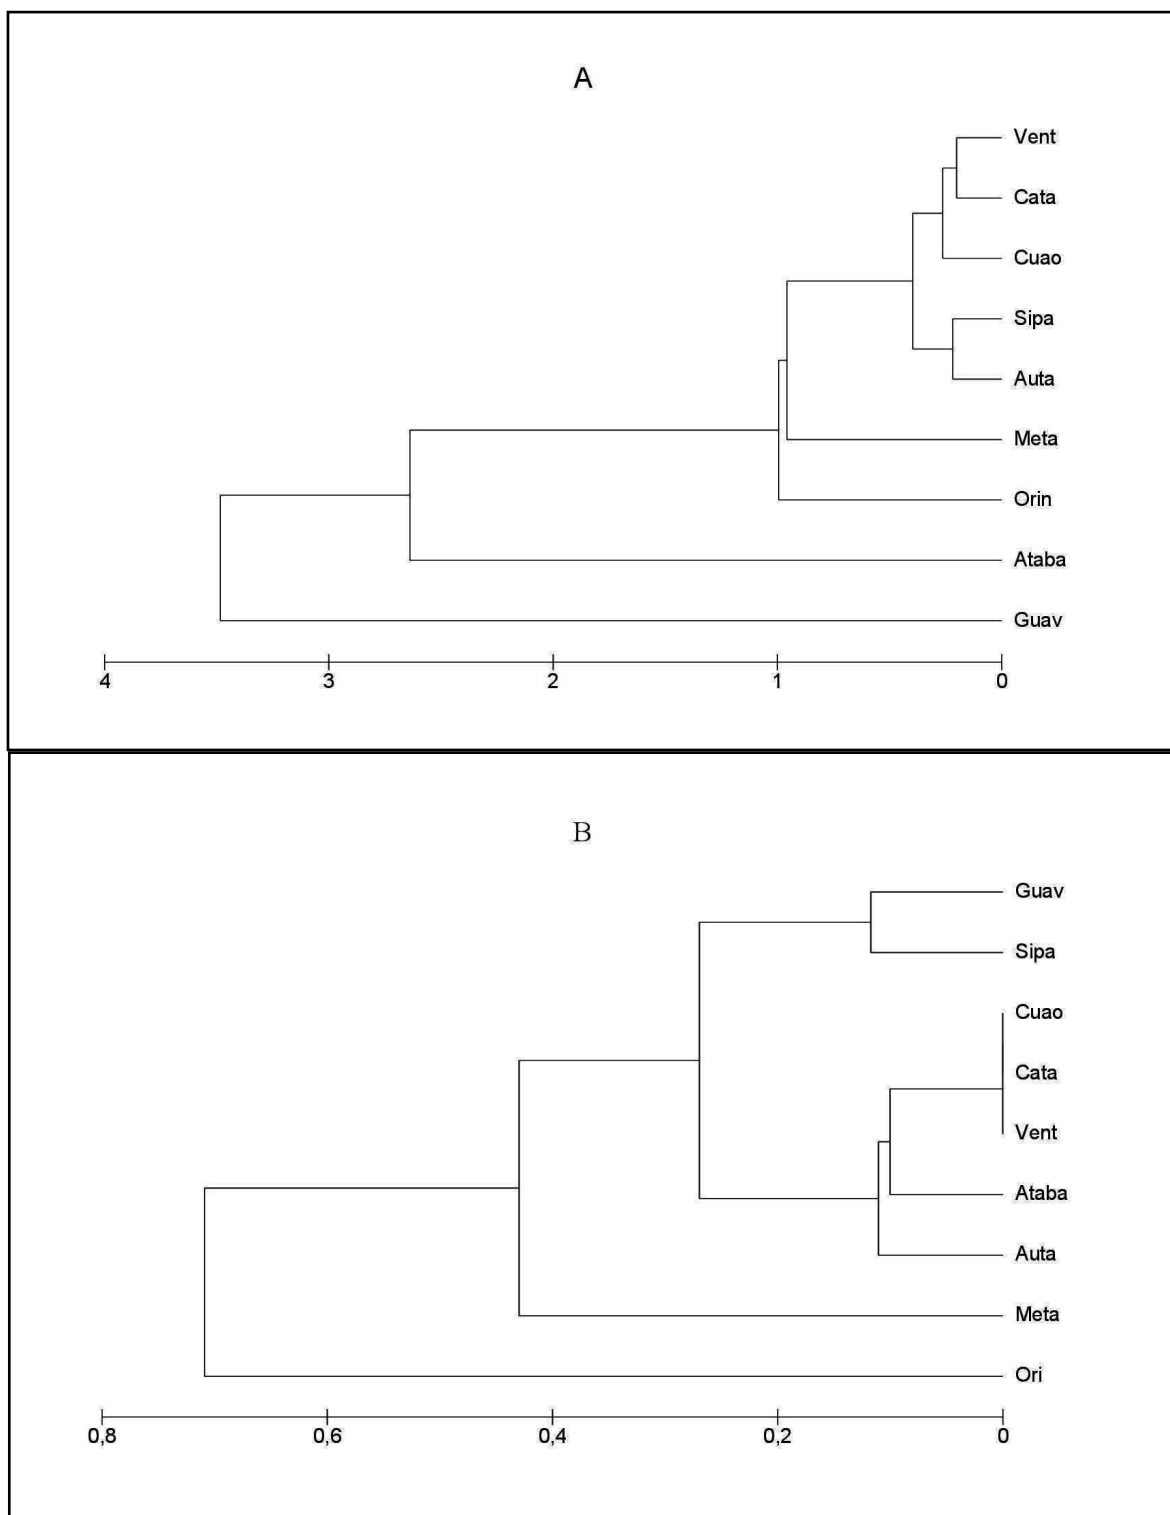 A
Vent
Cata
Cuao
Sipa
Auta
Meta
Orin
Ataba
Guav
4 3 2 1 0
B
Guav
Sipa
Cuao
Cata
Vent
Ataba
Auta
Meta
Ori
0,8 0,6 0,4 0,2 0